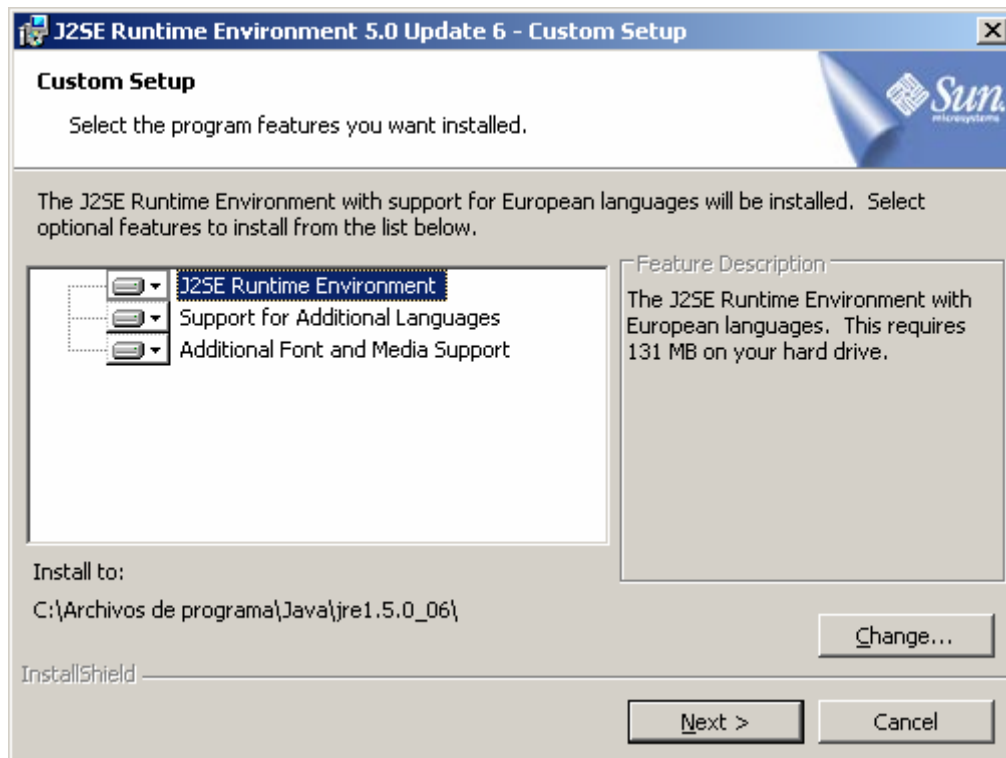 J2SE Runtime Environment 5.0 Update 6 - Custom Setup
Custom Setup
Select the program features you want installed.
Sun
microsystems
The J2SE Runtime Environment with support for European languages will be installed.  Select
optional features to install from the list below.
J2SE Runtime Environment
Support for Additional Languages
Additional Font and Media Support
Feature Description
The J2SE Runtime Environment with
European languages.  This requires
131 MB on your hard drive.
Install to:
C:\Archivos de programa\Java\jre1.5.0_06\
Change...
InstallShield
Next >
Cancel